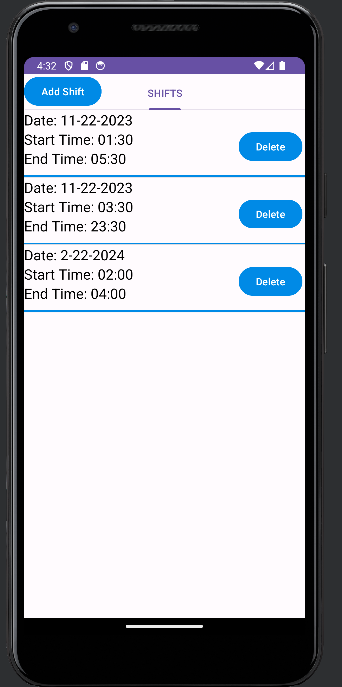 4:32
Add Shift
SHIFTS
Date: 11-22-2023
Start Time: 01:30
End Time: 05:30
Delete
Date: 11-22-2023
Start Time: 03:30
End Time: 23:30
Delete
Date: 2-22-2024
Start Time: 02:00
End Time: 04:00
Delete